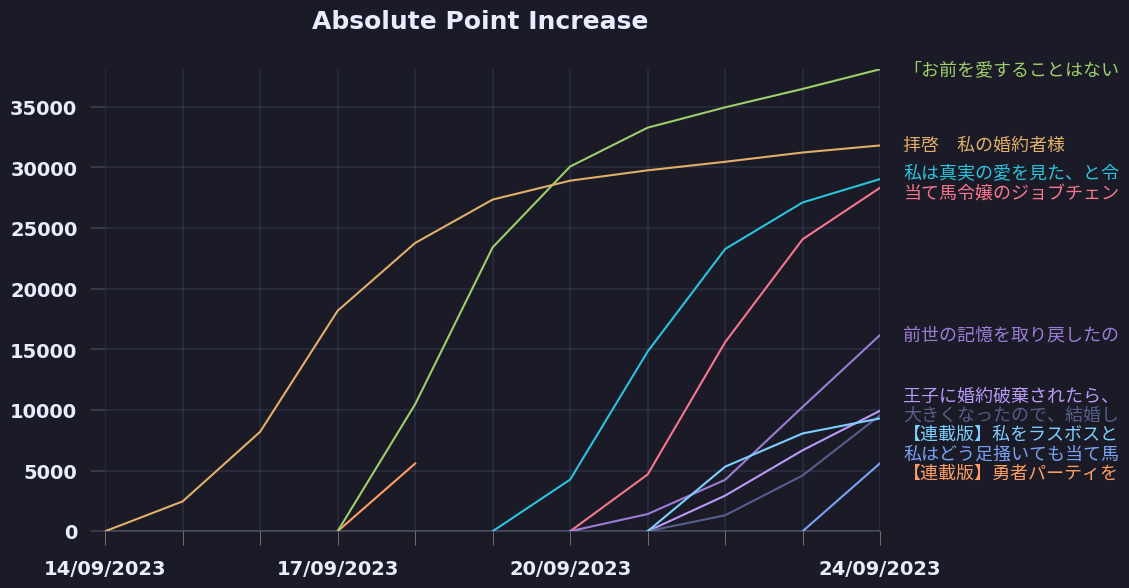 Absolute Point Increase
35000
30000
25000
20000
15000
10000
5000
0
14/09/2023
17/09/2023
20/09/2023
24/09/2023
「お前を愛することはない
拝啓　私の婚約者様
私は真実の愛を見た、と令
当て馬令嬢のジョブチェン
前世の記憶を取り戻したの
王子に婚約破棄されたら、
大きくなったので、結婚し
【連載版】私をラスボスと
私はどう足掻いても当て馬
【連載版】勇者パーティを